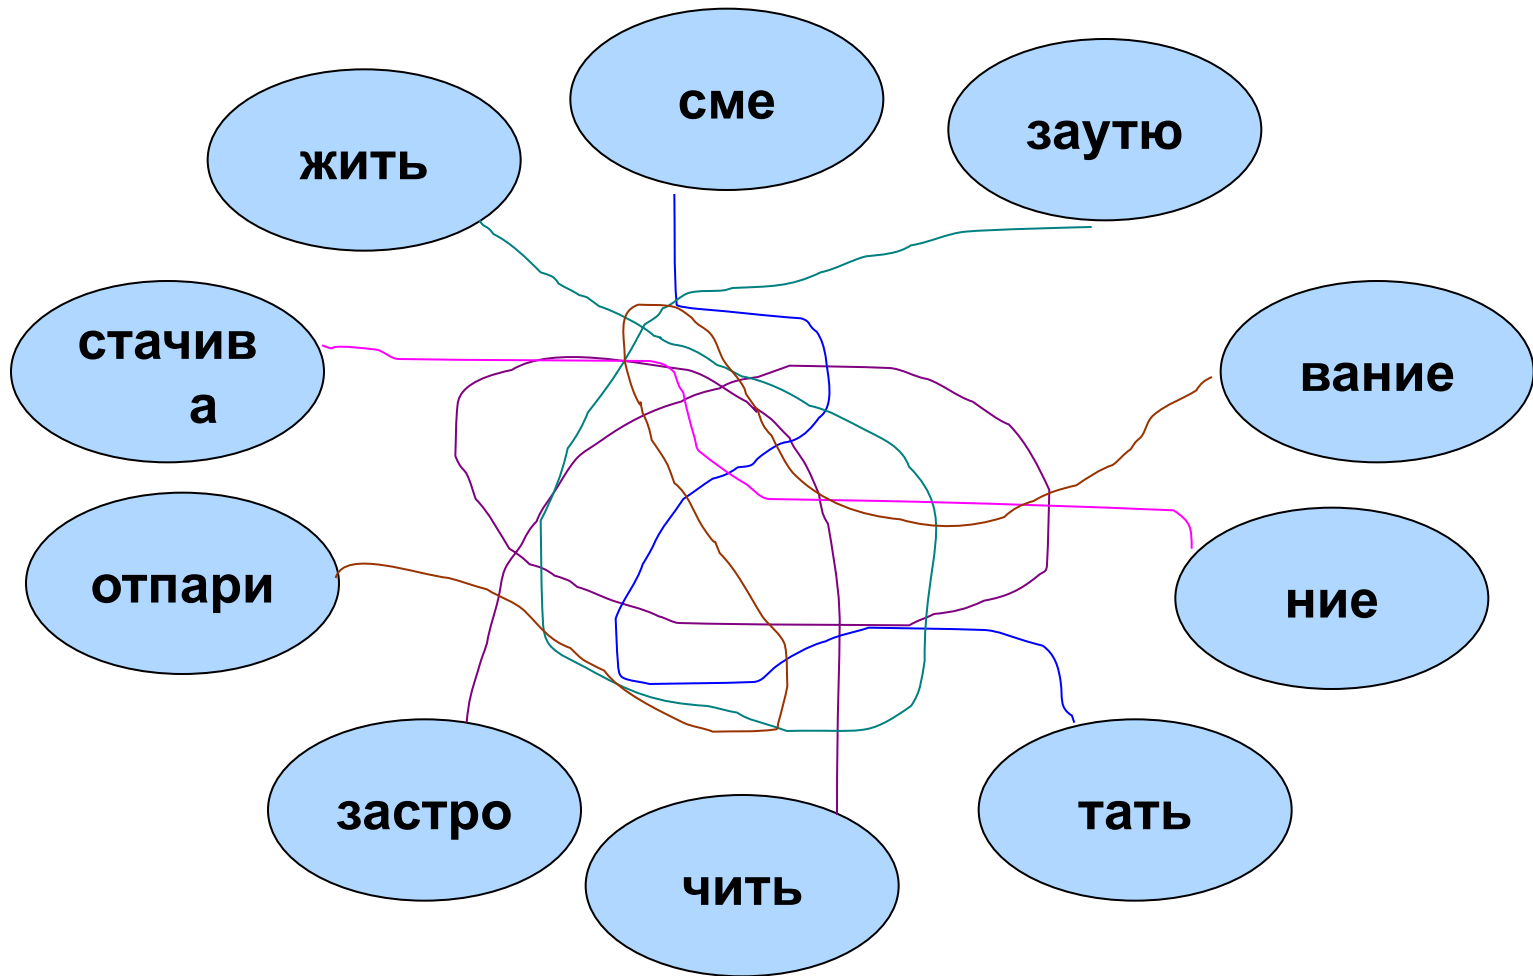 сме
заутю
жить
стачив
а
вание
отпари
ние
застро
тать
чить